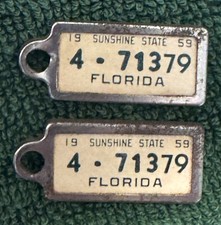 19 SUNSHINE STATE 59
4 - 71379
FLORIDA
19 SUNSHINE STATE 59
4 - 71379
FLORIDA